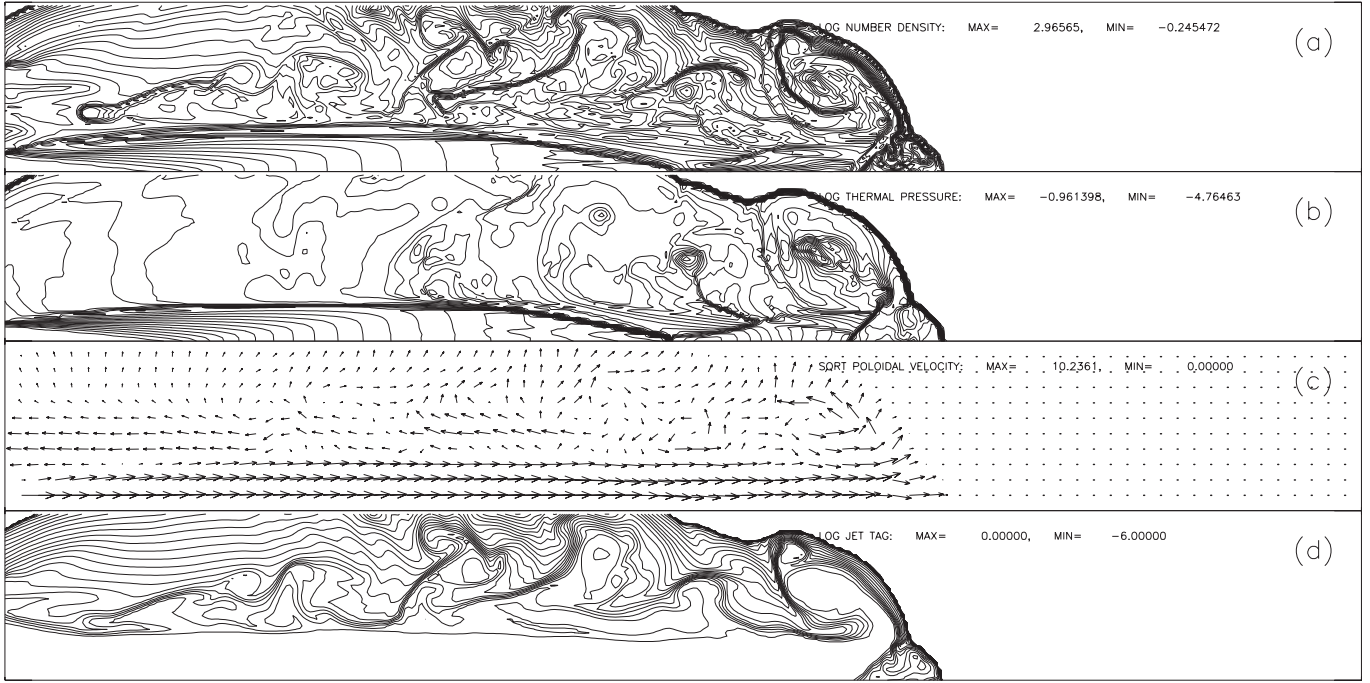 LOG NUMBER DENSITY: MAX= 2.96565, MIN= −0.245472
(a)
LOG THERMAL PRESSURE: MAX= −0.961398, MIN= −4.76463
(b)
SQRT POLOIDAL VELOCITY: MAX= 10.2361, MIN= 0.00000
(c)
LOG JET TAG: MAX= 0.00000, MIN= −6.00000
(d)